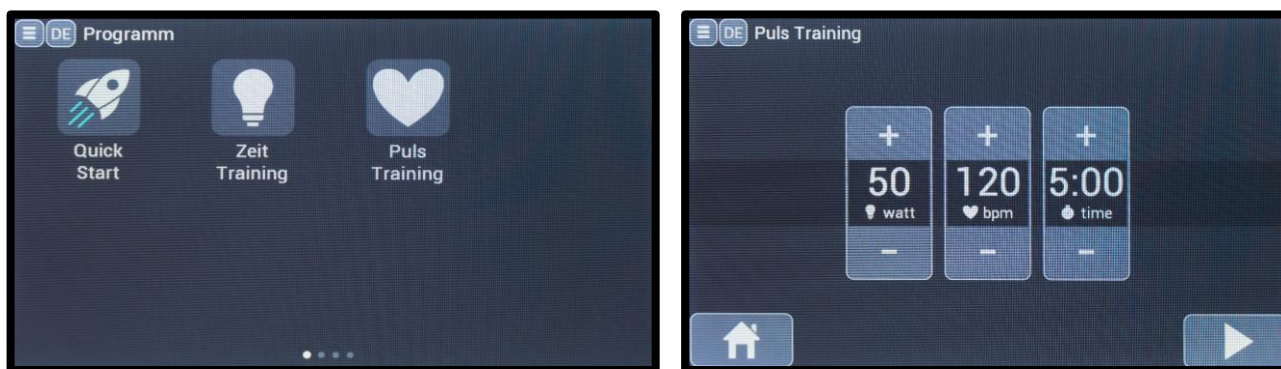 DE Programm
Quick
Start
Zeit
Training
Puls
Training
DE Puls Training
+ + +
50 120 5:00
watt bpm time
- - -